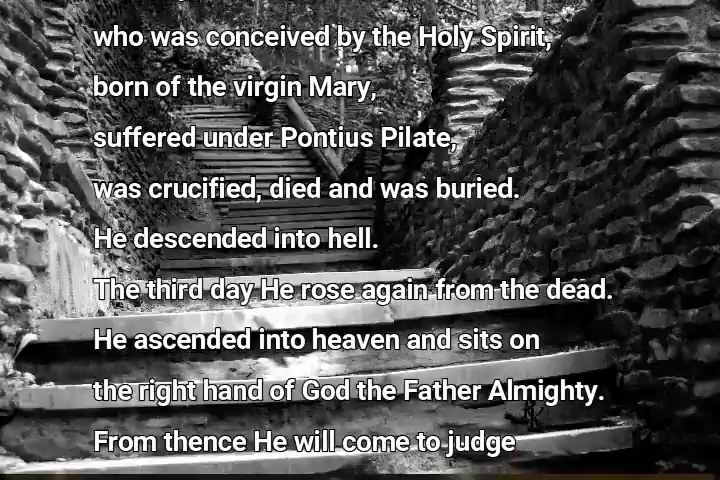 who was conceived by the Holy Spirit,
born of the virgin Mary,
suffered under Pontius Pilate,
was crucified, died and was buried.
He descended into hell.
The third day He rose again from the dead.
He ascended into heaven and sits on
the right hand of God the Father Almighty.
From thence He will come to judge